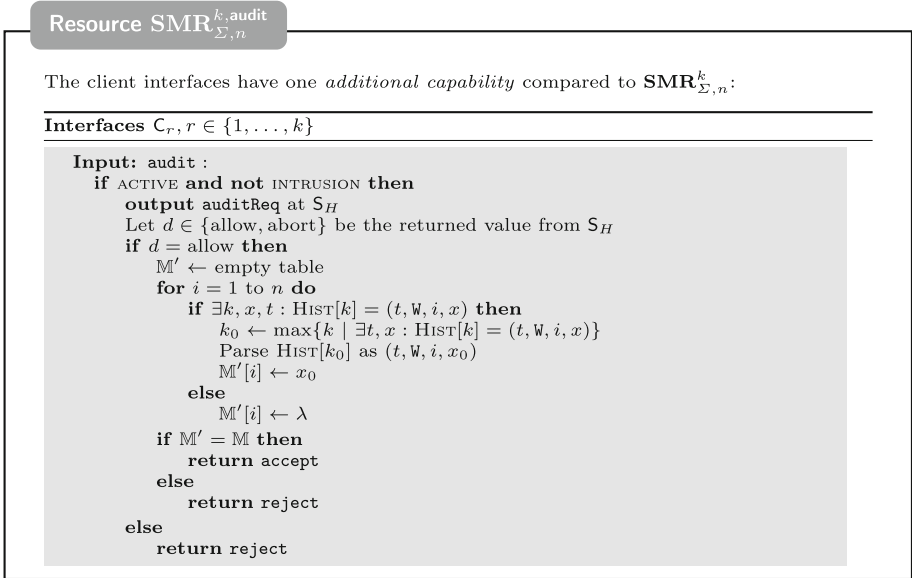 Resource SMR^{k,audit}_{Σ,n}
The client interfaces have one additional capability compared to SMR^k_{Σ,n}:
Interfaces C_r, r ∈ {1, . . . , k}
Input: audit :
if ACTIVE and not INTRUSION then
output auditReq at S_H
Let d ∈ {allow, abort} be the returned value from S_H
if d = allow then
𝕄′ ← empty table
for i = 1 to n do
if ∃k, x, t : HIST[k] = (t, W, i, x) then
k_0 ← max{k | ∃t, x : HIST[k] = (t, W, i, x)}
Parse HIST[k_0] as (t, W, i, x_0)
𝕄′[i] ← x_0
else
𝕄′[i] ← λ
if 𝕄′ = 𝕄 then
return accept
else
return reject
else
return reject